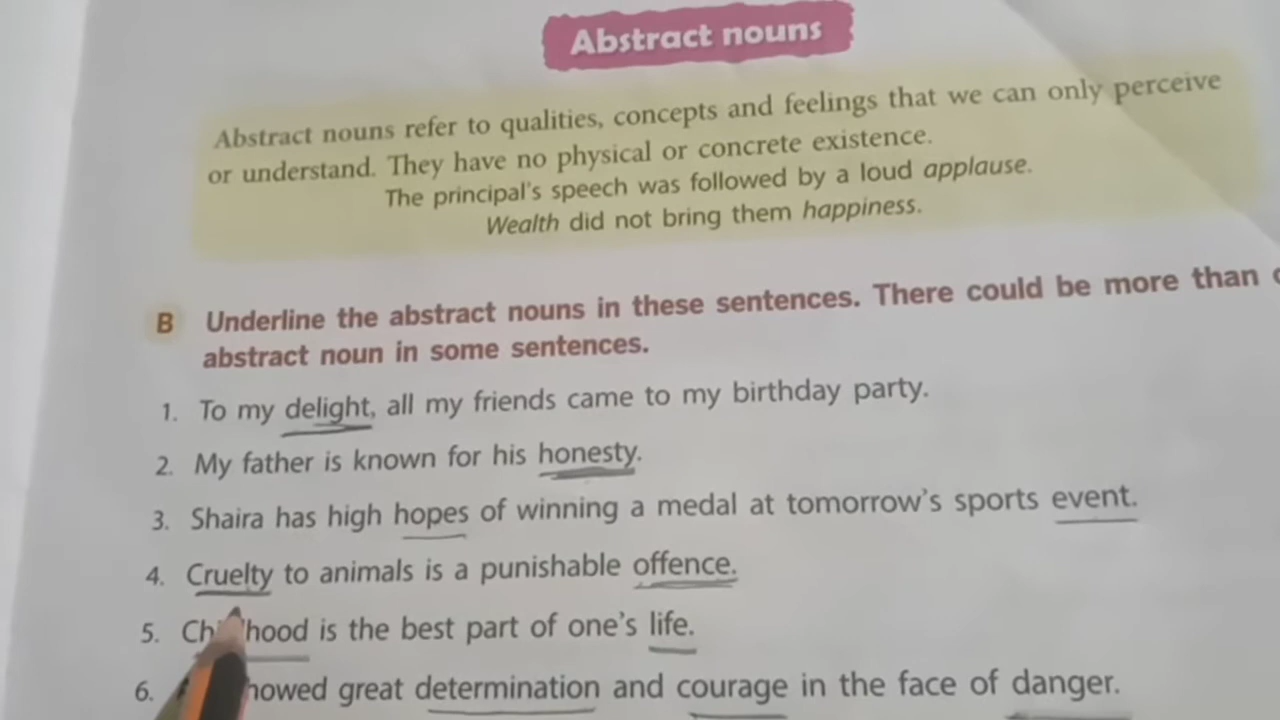 Abstract nouns
Abstract nouns refer to qualities, concepts and feelings that we can only perceive
or understand. They have no physical or concrete existence.
The principal's speech was followed by a loud applause.
Wealth did not bring them happiness.
B Underline the abstract nouns in these sentences. There could be more than
abstract noun in some sentences.
1. To my delight, all my friends came to my birthday party.
2. My father is known for his honesty.
3. Shaira has high hopes of winning a medal at tomorrow's sports event.
4. Cruelty to animals is a punishable offence.
5. Childhood is the best part of one's life.
6. showed great determination and courage in the face of danger.